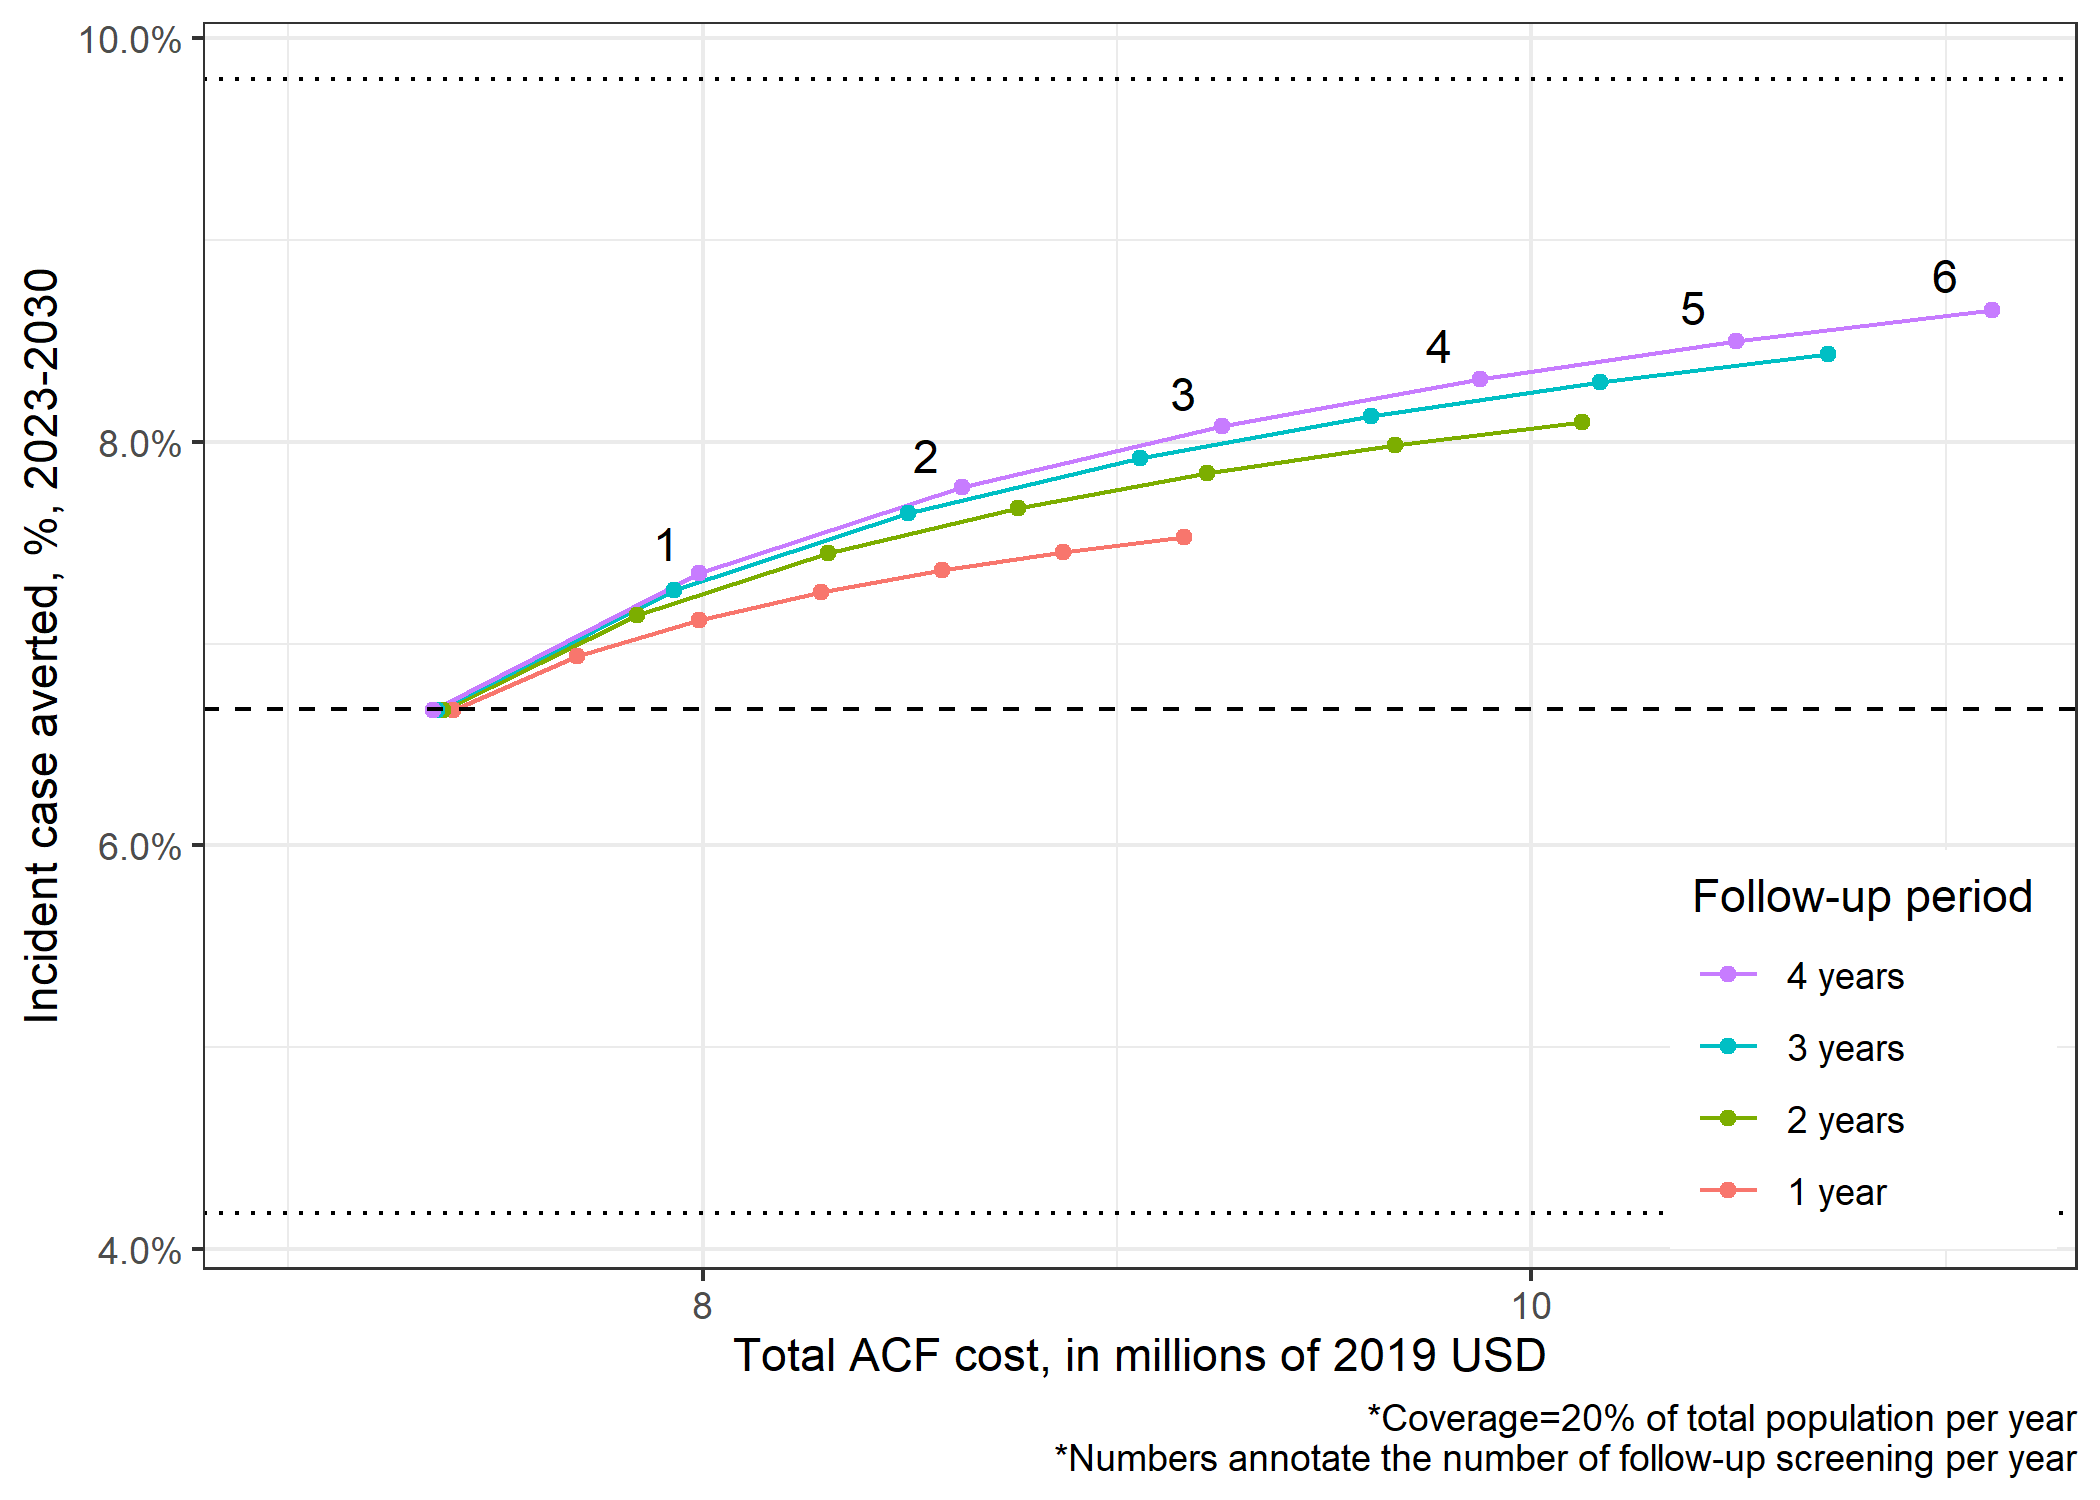 10.0%
8.0%
6.0%
4.0%
Incident case averted, %, 2023-2030
1
2
3
4
5
6
Follow-up period
4 years
3 years
2 years
1 year
8
10
Total ACF cost, in millions of 2019 USD
*Coverage=20% of total population per year
*Numbers annotate the number of follow-up screening per year